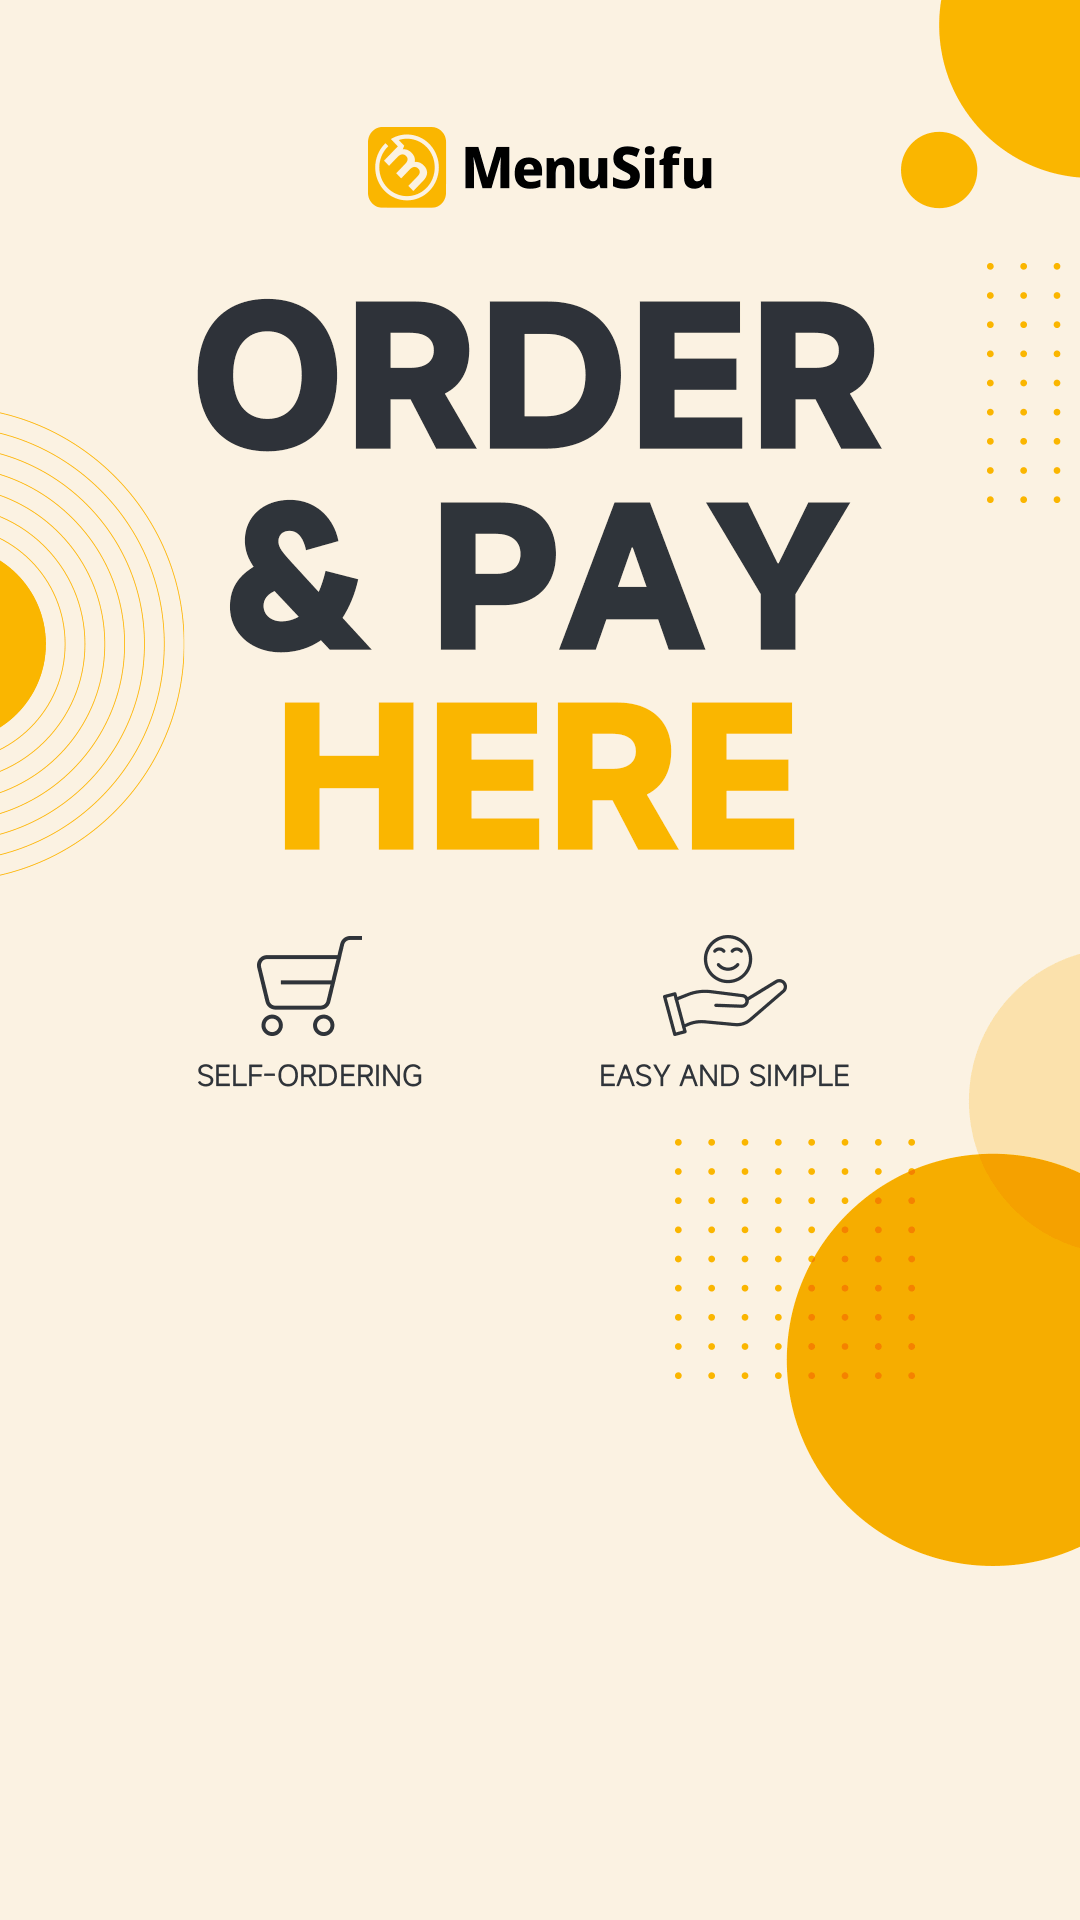 MenuSifu
ORDER
& PAY
HERE
SELF-ORDERING
EASY AND SIMPLE